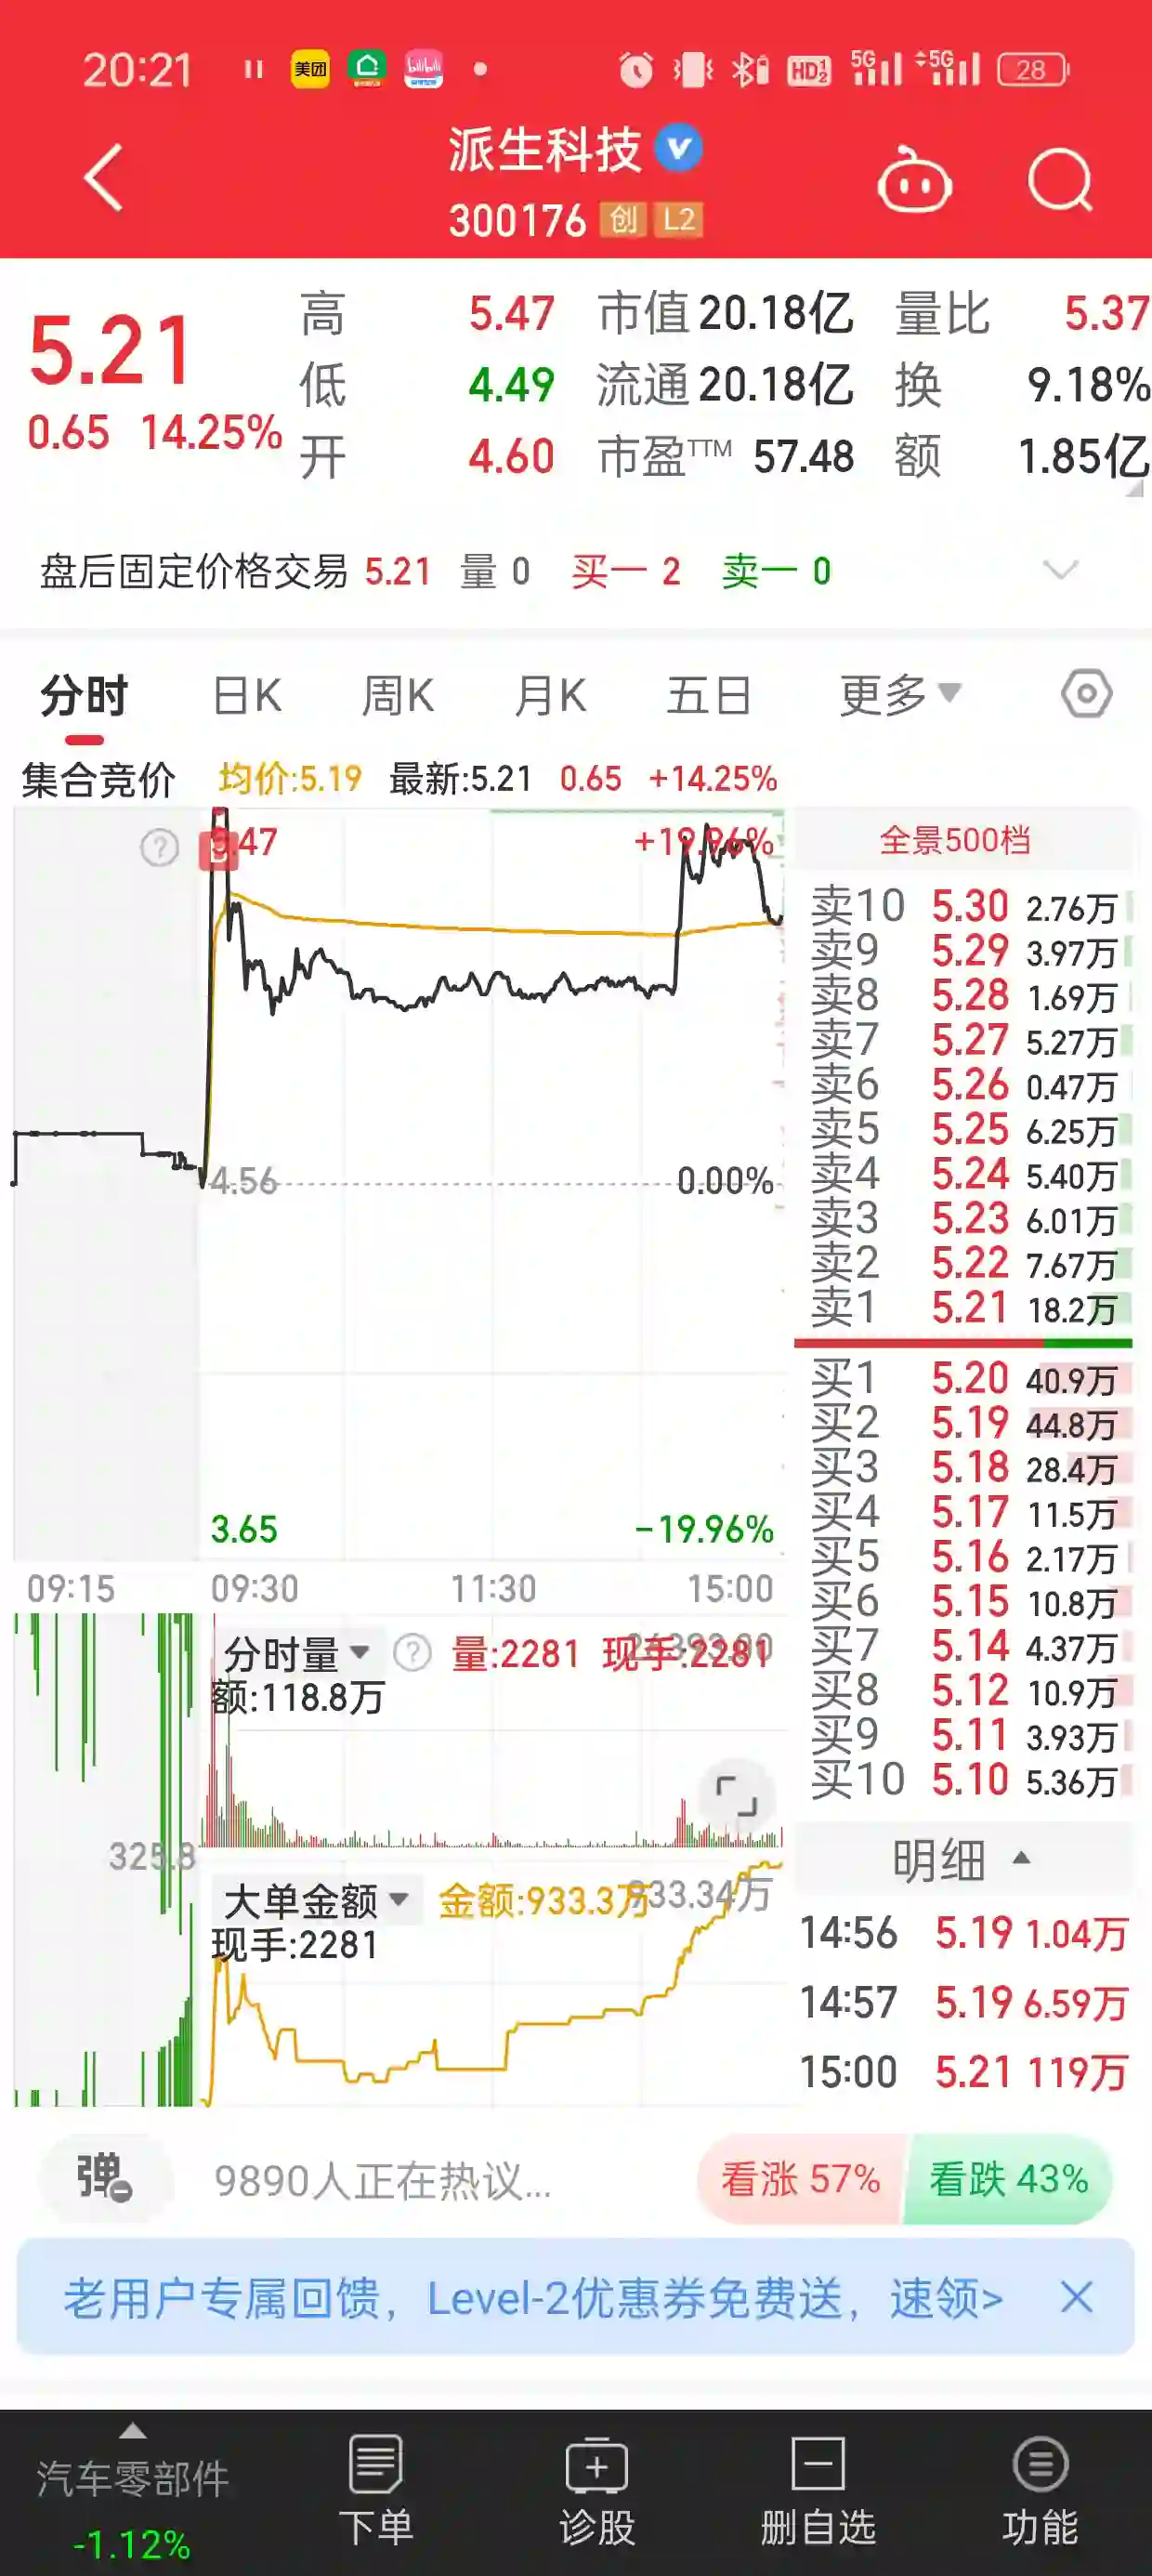 20:21 美团 bilibili HD 1 2 5G 5G 28
派生科技
300176 创 L2
5.21
0.65 14.25%
高 5.47 市值 20.18亿 量比 5.37
低 4.49 流通 20.18亿 换 9.18%
开 4.60 市盈TTM 57.48 额 1.85亿
盘后固定价格交易 5.21 量 0 买一 2 卖一 0
分时 日K 周K 月K 五日 更多
集合竞价 均价:5.19 最新:5.21 0.65 +14.25%
.47 +19.96%
4.56 0.00%
3.65 -19.96%
09:15 09:30 11:30 15:00
分时量 ? 量:2281 现手:2281
额:118.8万
325.8
大单金额 金额:933.3万 933.34万
现手:2281
全景500档
卖10 5.30 2.76万
卖9 5.29 3.97万
卖8 5.28 1.69万
卖7 5.27 5.27万
卖6 5.26 0.47万
卖5 5.25 6.25万
卖4 5.24 5.40万
卖3 5.23 6.01万
卖2 5.22 7.67万
卖1 5.21 18.2万
买1 5.20 40.9万
买2 5.19 44.8万
买3 5.18 28.4万
买4 5.17 11.5万
买5 5.16 2.17万
买6 5.15 10.8万
买7 5.14 4.37万
买8 5.12 10.9万
买9 5.11 3.93万
买10 5.10 5.36万
明细
14:56 5.19 1.04万
14:57 5.19 6.59万
15:00 5.21 119万
弹 9890人正在热议... 看涨 57% 看跌 43%
老用户专属回馈，Level-2优惠券免费送，速领>
汽车零部件
-1.12%
下单 诊股 删自选 功能